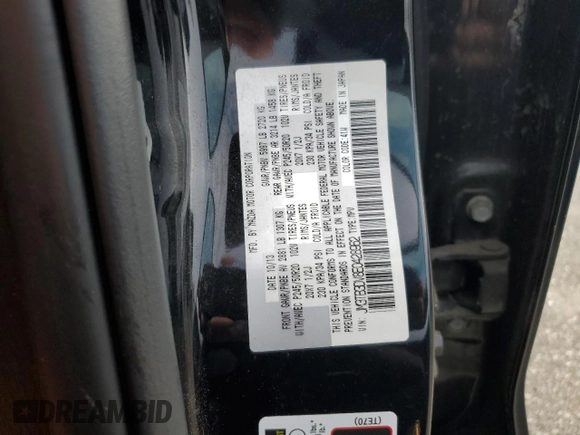 MFD. BY MAZDA MOTOR CORPORATION
DATE 10/13 GVWR/PNBV 5997 LB 2720 KG
FRONT GAWR/PNBE AV 2881 LB 1307 KG REAR GAWR/PNBE AR 3214 LB 1458 KG
WITH/AVEC P245/50R20 102V TIRES/PNEUS WITH/AVEC P245/50R20 102V TIRES/PNEUS
20X7 1/2J RIMS/JANTES 20X7 1/2J RIMS/JANTES
230 KPA/34 PSI COLD/A FROID 230 KPA/34 PSI COLD/A FROID
THIS VEHICLE CONFORMS TO ALL APPLICABLE FEDERAL MOTOR VEHICLE SAFETY AND THEFT
PREVENTION STANDARDS IN EFFECT ON THE DATE OF MANUFACTURE SHOWN ABOVE.
VIN: TYPE: MPV
COLOR CODE: 41W MADE IN JAPAN
(TE70)
DREAMBID